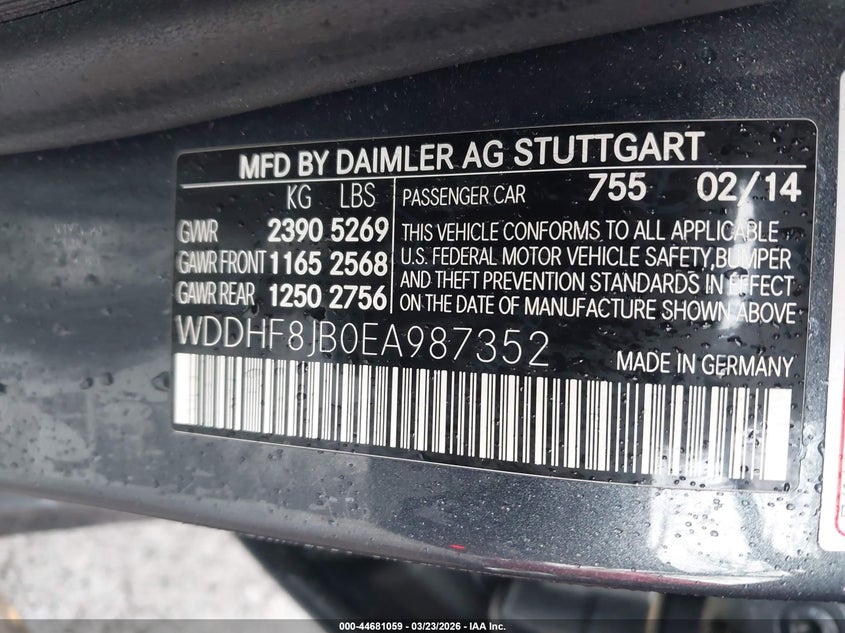 MFD BY DAIMLER AG STUTTGART
KG LBS
GVWR 2390 5269
GAWR FRONT 1165 2568
GAWR REAR 1250 2756
PASSENGER CAR 755 02/14
THIS VEHICLE CONFORMS TO ALL APPLICABLE
U.S. FEDERAL MOTOR VEHICLE SAFETY, BUMPER
AND THEFT PREVENTION STANDARDS IN EFFECT
ON THE DATE OF MANUFACTURE SHOWN ABOVE
WDDHF8JB0EA987352
MADE IN GERMANY
000-44681059 - 03/23/2026 - IAA Inc.